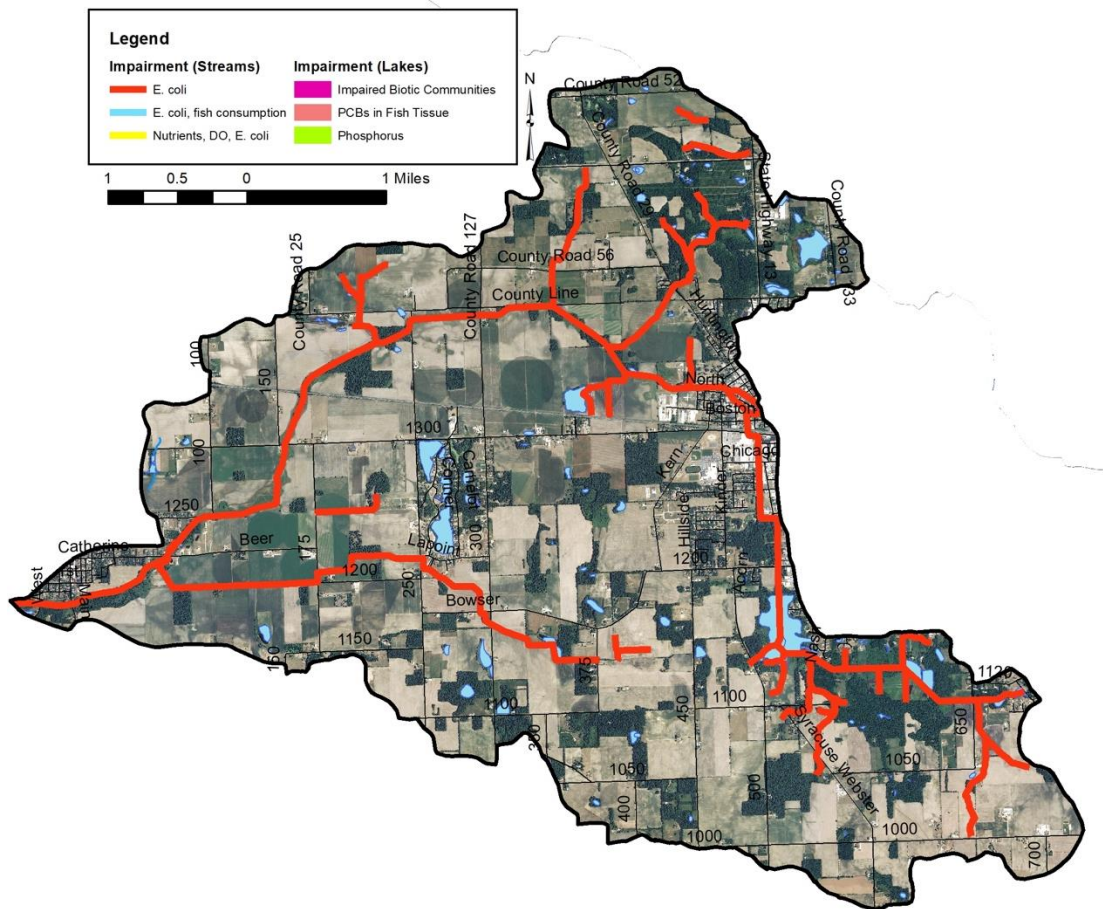 Legend
Impairment (Streams)
E. coli
E. coli, fish consumption
Nutrients, DO, E. coli
Impairment (Lakes)
Impaired Biotic Communities
PCBs in Fish Tissue
Phosphorus
N
1 0.5 0 1 Miles
County Road 52
County Road 29
State Highway 13
County Road 33
County Road 127
County Road 25
County Road 56
County Line
Huntington
100
150
North
Boston
1300
100
Kern
Chicago
Camelot
Hillside
Kinder
1250
Catherine
Beer
175
Lapoint
300
1200
Acorn
West
Main
1200
250
Bowser
1150
150
375
1100
1100
450
Syracuse Webster
650
1050
1050
500
400
1000
1000
700